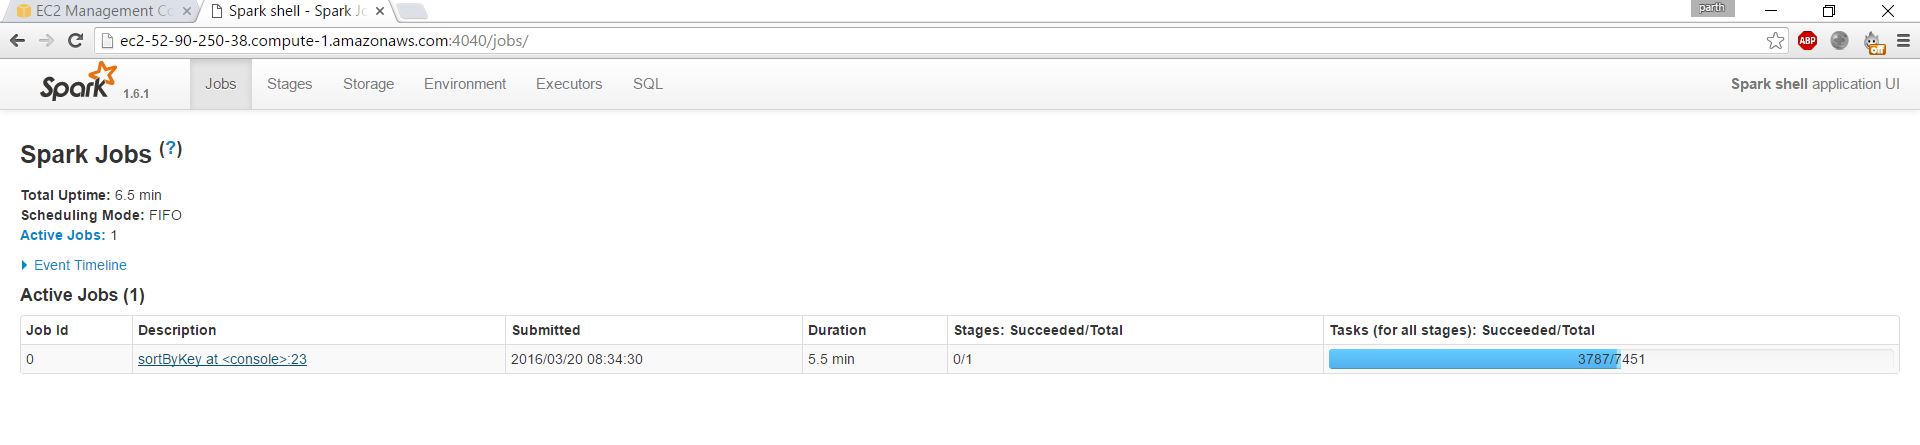 EC2 Management Co
Spark shell - Spark Jo
parth
ec2-52-90-250-38.compute-1.amazonaws.com:4040/jobs/
ABP
off
Spark 1.6.1 Jobs Stages Storage Environment Executors SQL Spark shell application UI
Spark Jobs (?)
Total Uptime: 6.5 min
Scheduling Mode: FIFO
Active Jobs: 1
Event Timeline
Active Jobs (1)
Job Id Description Submitted Duration Stages: Succeeded/Total Tasks (for all stages): Succeeded/Total
0 sortByKey at <console>:23 2016/03/20 08:34:30 5.5 min 0/1 3787/7451